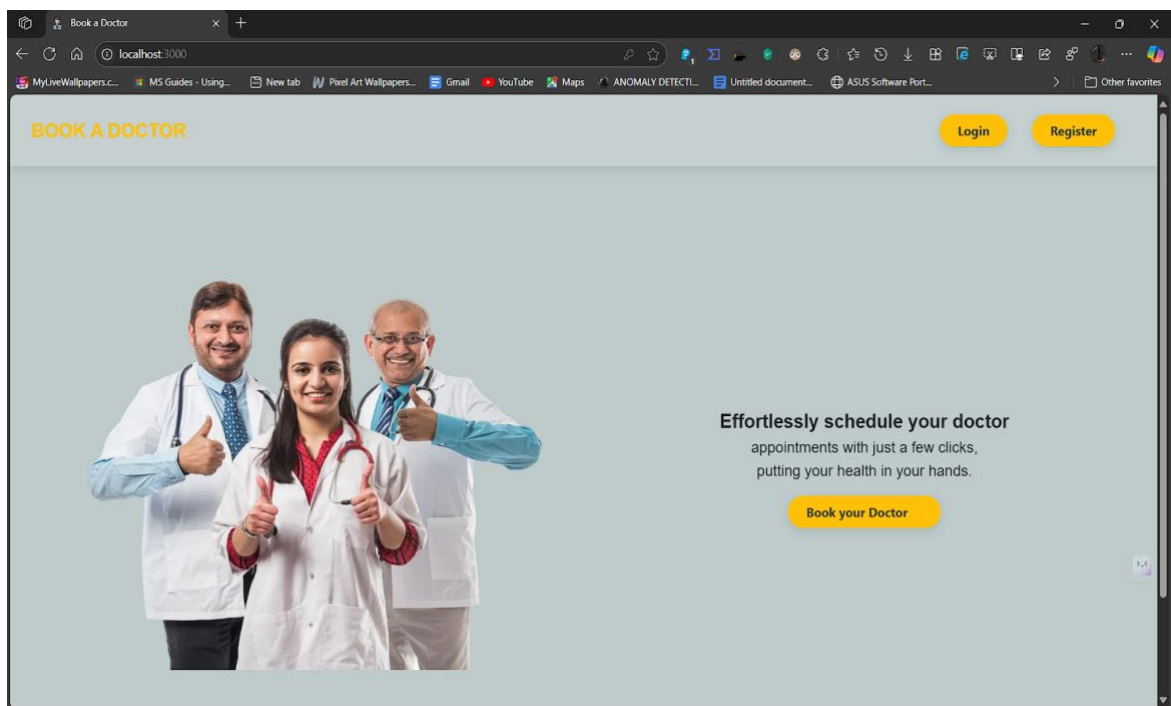 Book a Doctor
localhost:3000
1
MyLiveWallpapers.c... MS Guides - Using... New tab Pixel Art Wallpapers... Gmail YouTube Maps ANOMALY DETECTI... Untitled document... ASUS Software Port... Other favorites
BOOK A DOCTOR
Login Register
Effortlessly schedule your doctor
appointments with just a few clicks,
putting your health in your hands.
Book your Doctor